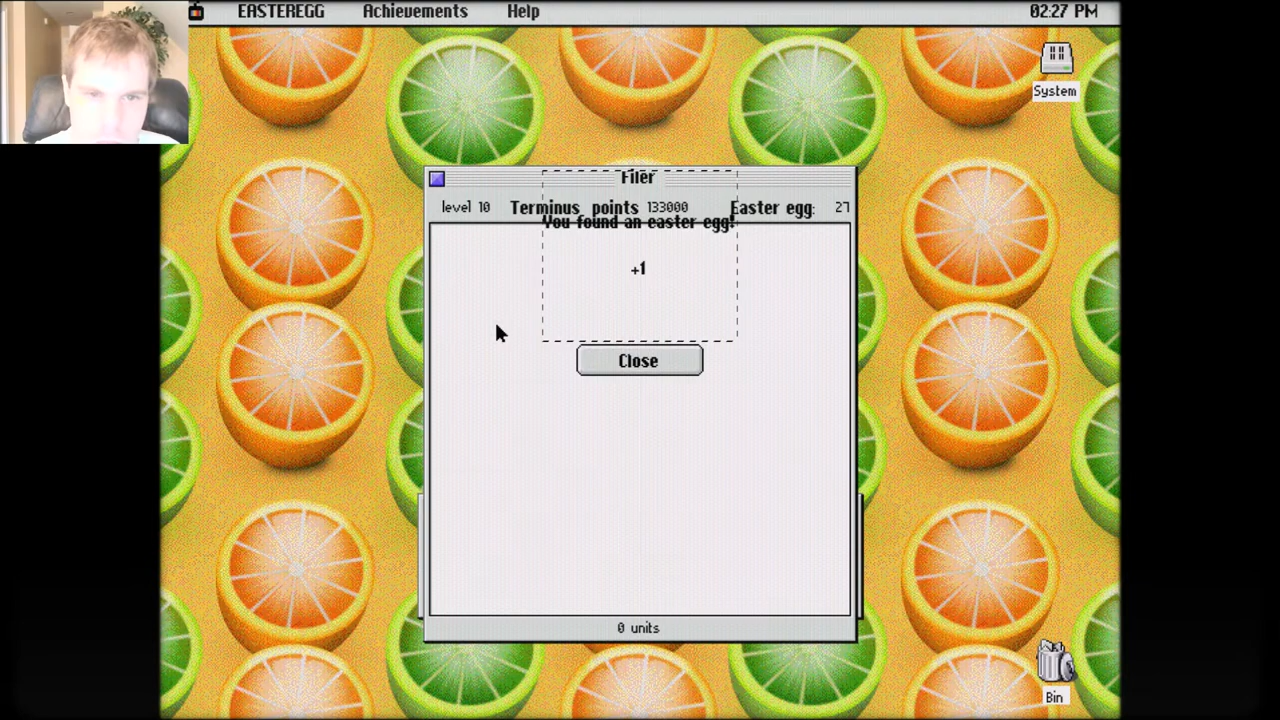 EASTEREGG Achievements Help 02:27 PM
System
Filer
level 10 Terminus points 133000 Easter egg: 27
You found an easter egg!
+1
Close
0 units
Bin